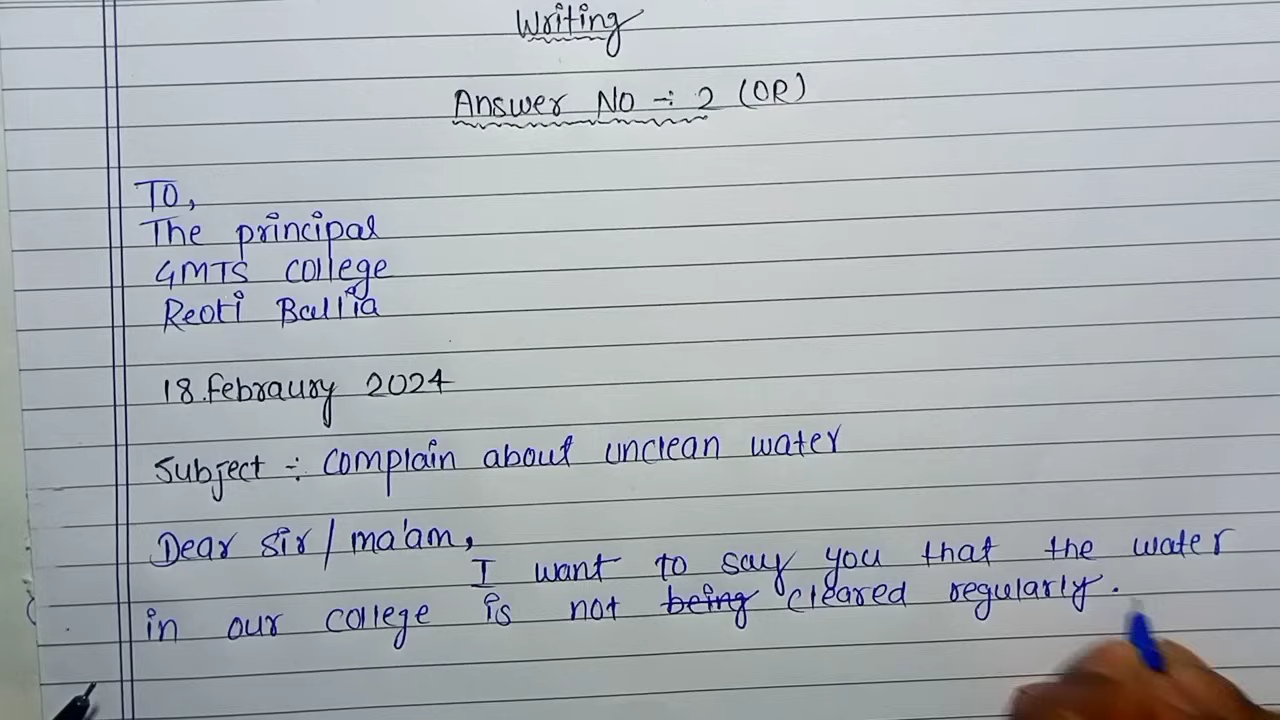 Writing
Answer No -: 2 (OR)
To,
The principal
GMTS college
Reoti Ballia
18 Febraury 2024
Subject :- complain about unclean water
Dear sir / ma'am,
I want to say you that the water
in our college is not being cleared regularly.